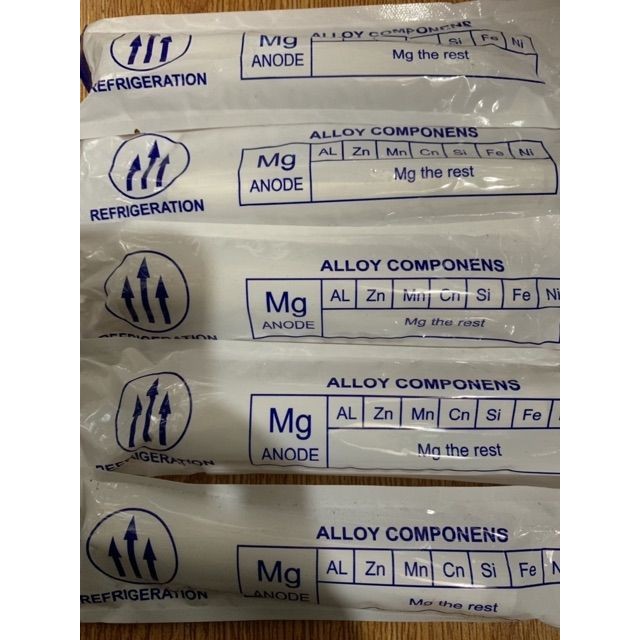 ALLOY COMPONENS
Mg
Si Fe Ni
ANODE
Mg the rest
REFRIGERATION
ALLOY COMPONENS
Mg
AL Zn Mn Cn Si Fe Ni
ANODE
Mg the rest
REFRIGERATION
ALLOY COMPONENS
Mg
AL Zn Mn Cn Si Fe Ni
ANODE
Mg the rest
REFRIGERATION
ALLOY COMPONENS
Mg
AL Zn Mn Cn Si Fe
ANODE
Mg the rest
REFRIGERATION
ALLOY COMPONENS
Mg
AL Zn Mn Cn Si Fe N
ANODE
Mg the rest
REFRIGERATION